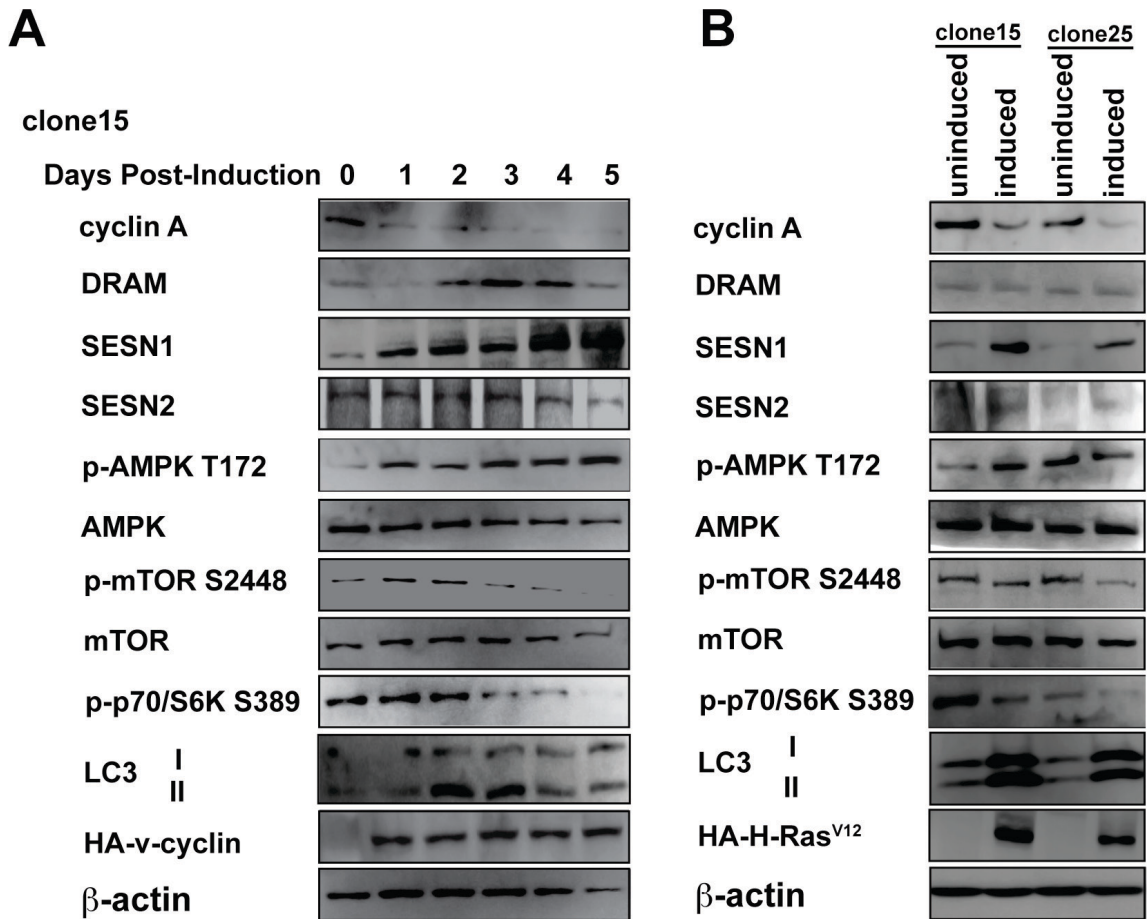 A
clone15
Days Post-Induction 0 1 2 3 4 5
cyclin A
DRAM
SESN1
SESN2
p-AMPK T172
AMPK
p-mTOR S2448
mTOR
p-p70/S6K S389
LC3 I
II
HA-v-cyclin
β-actin
B
clone15 clone25
uninduced induced uninduced induced
cyclin A
DRAM
SESN1
SESN2
p-AMPK T172
AMPK
p-mTOR S2448
mTOR
p-p70/S6K S389
LC3 I
II
HA-H-Ras^V12
β-actin